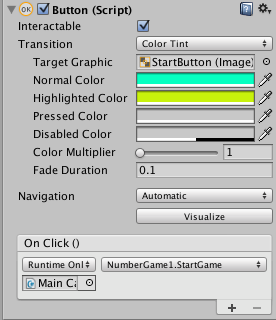 Button (Script)
Interactable
Transition Color Tint
Target Graphic StartButton (Image)
Normal Color
Highlighted Color
Pressed Color
Disabled Color
Color Multiplier 1
Fade Duration 0.1
Navigation Automatic
Visualize
On Click ()
Runtime Onl NumberGame1.StartGame
Main Ca